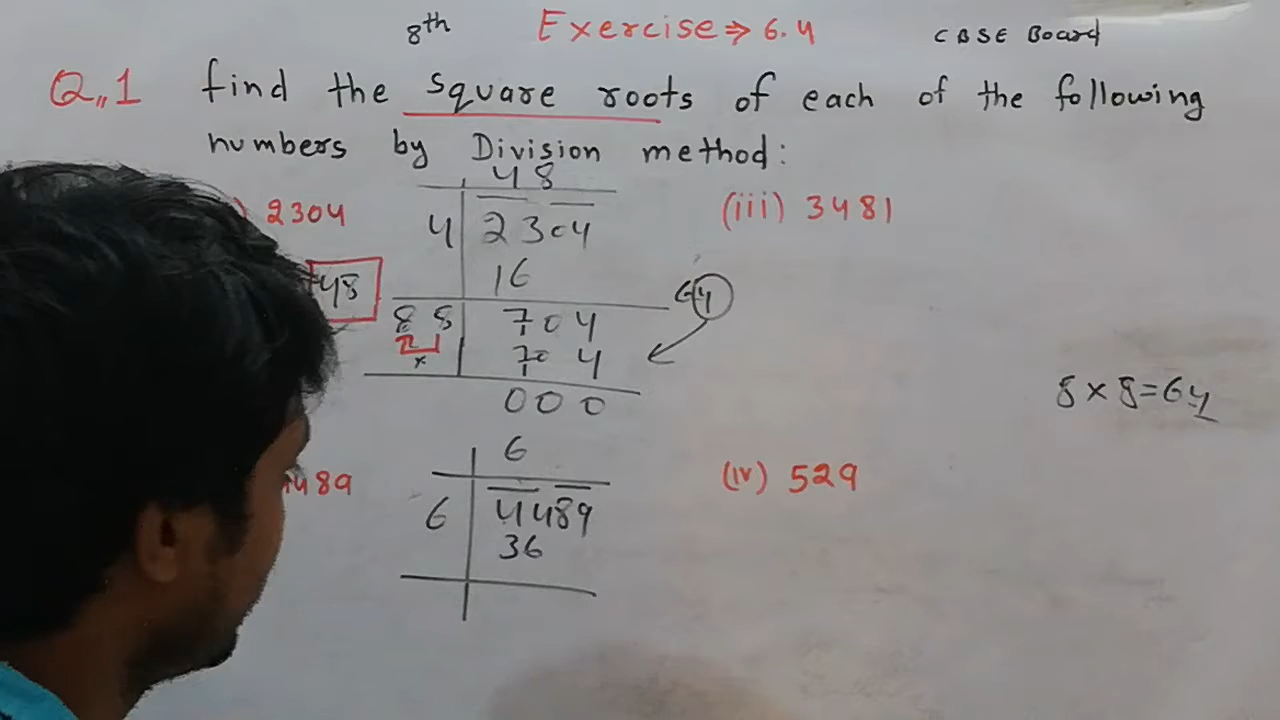 8th Exercise ⇒ 6.4 CBSE Board
Q.,1 find the square roots of each of the following
numbers by Division method:
48
) 2304 4 2304 (iii) 3481
48 16 64
88 704
× 704
000 8×8=64
6
489 6 4489 (iv) 529
36